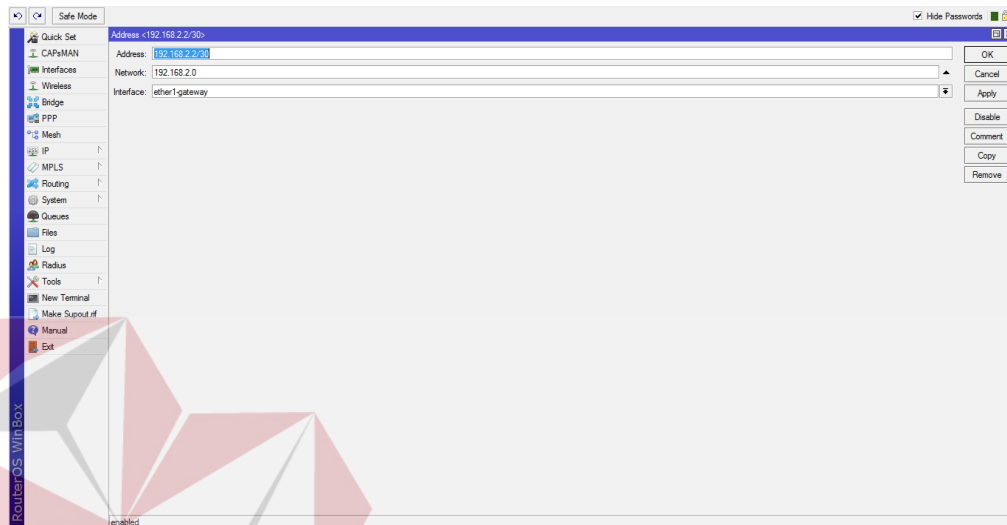 Safe Mode
Hide Passwords
Quick Set
CAPsMAN
Interfaces
Wireless
Bridge
PPP
Mesh
IP
MPLS
Routing
System
Queues
Files
Log
Radius
Tools
New Terminal
Make Supout.rif
Manual
Exit
RouterOS WinBox
Address <192.168.2.2/30>
Address: 192.168.2.2/30
Network: 192.168.2.0
Interface: ether1-gateway
OK
Cancel
Apply
Disable
Comment
Copy
Remove
enabled